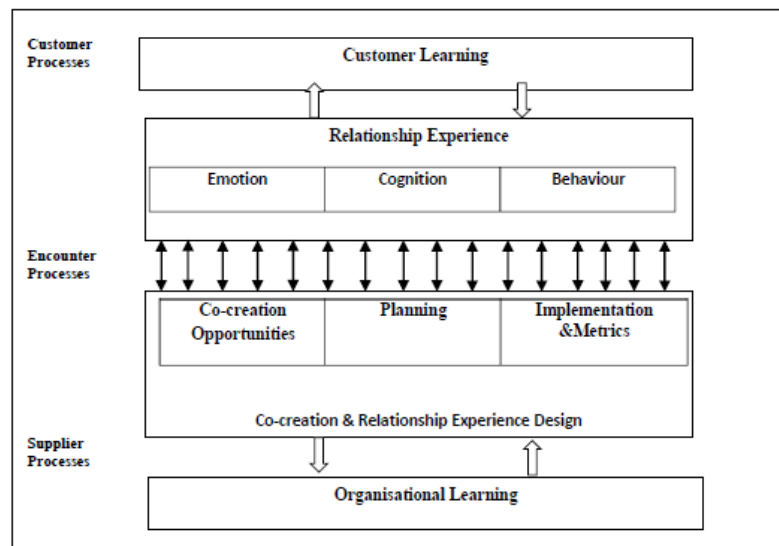 Customer
Processes
Customer Learning
Relationship Experience
Emotion
Cognition
Behaviour
Encounter
Processes
Co-creation
Opportunities
Planning
Implementation
&Metrics
Co-creation & Relationship Experience Design
Supplier
Processes
Organisational Learning